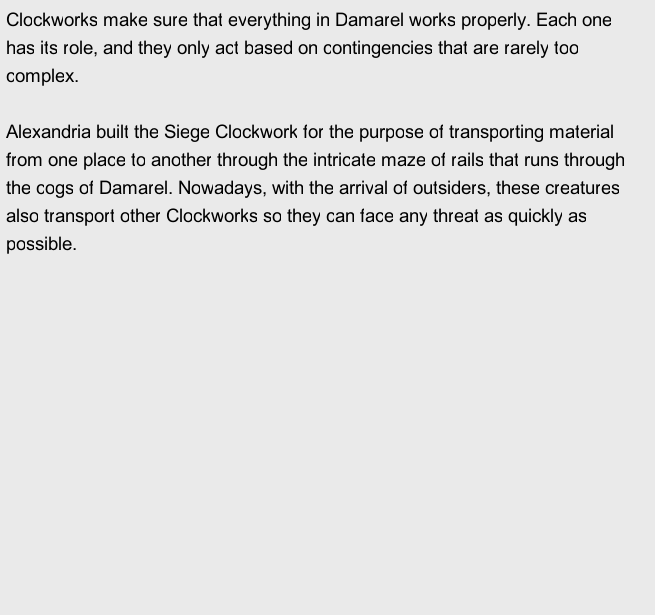 Clockworks make sure that everything in Damarel works properly. Each one
has its role, and they only act based on contingencies that are rarely too
complex.
Alexandria built the Siege Clockwork for the purpose of transporting material
from one place to another through the intricate maze of rails that runs through
the cogs of Damarel. Nowadays, with the arrival of outsiders, these creatures
also transport other Clockworks so they can face any threat as quickly as
possible.